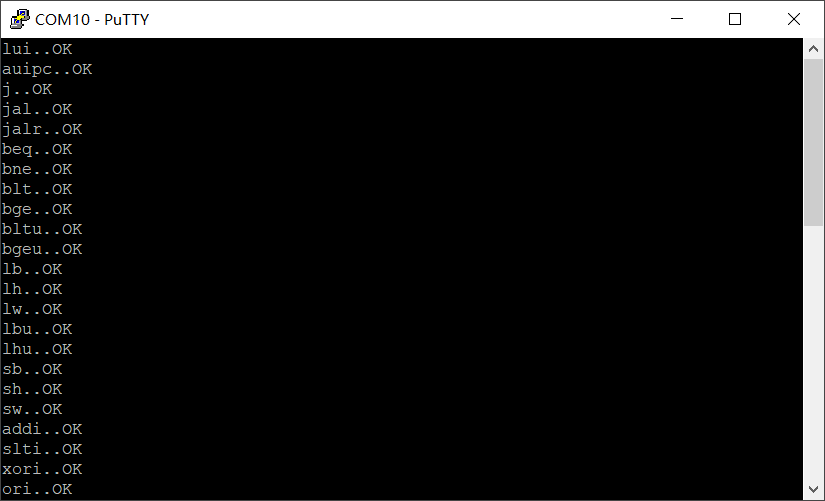 COM10 - PuTTY
lui..OK
auipc..OK
j..OK
jal..OK
jalr..OK
beq..OK
bne..OK
blt..OK
bge..OK
bltu..OK
bgeu..OK
lb..OK
lh..OK
lw..OK
lbu..OK
lhu..OK
sb..OK
sh..OK
sw..OK
addi..OK
slti..OK
xori..OK
ori..OK